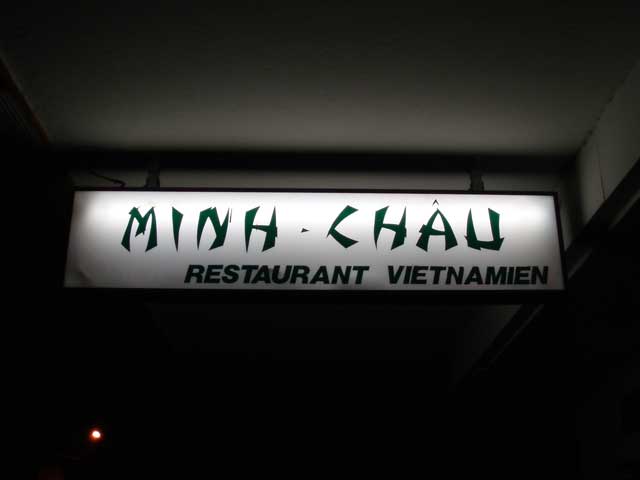 MINH · CHÂU
RESTAURANT VIETNAMIEN